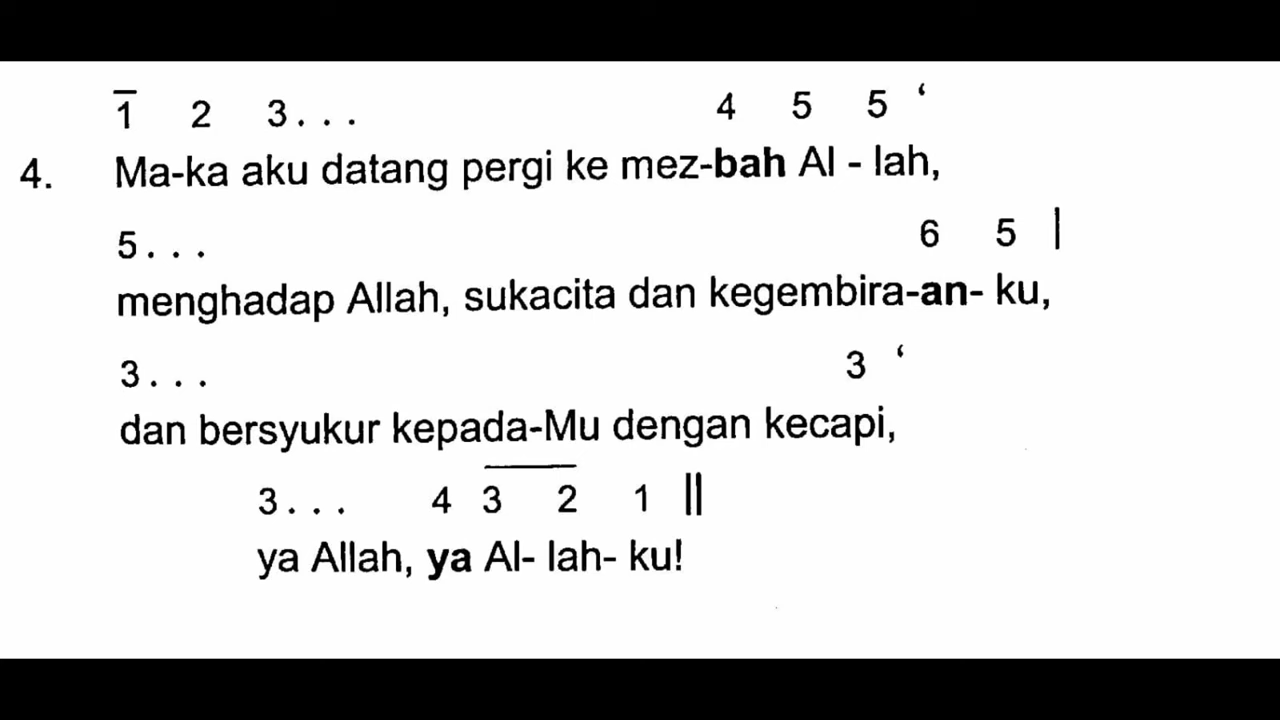 1 2 3... 4 5 5 ‘
4. Ma-ka aku datang pergi ke mez-bah Al - lah,
5... 6 5 |
menghadap Allah, sukacita dan kegembira-an- ku,
3... 3 ‘
dan bersyukur kepada-Mu dengan kecapi,
3... 4 3 2 1 ||
ya Allah, ya Al- lah- ku!